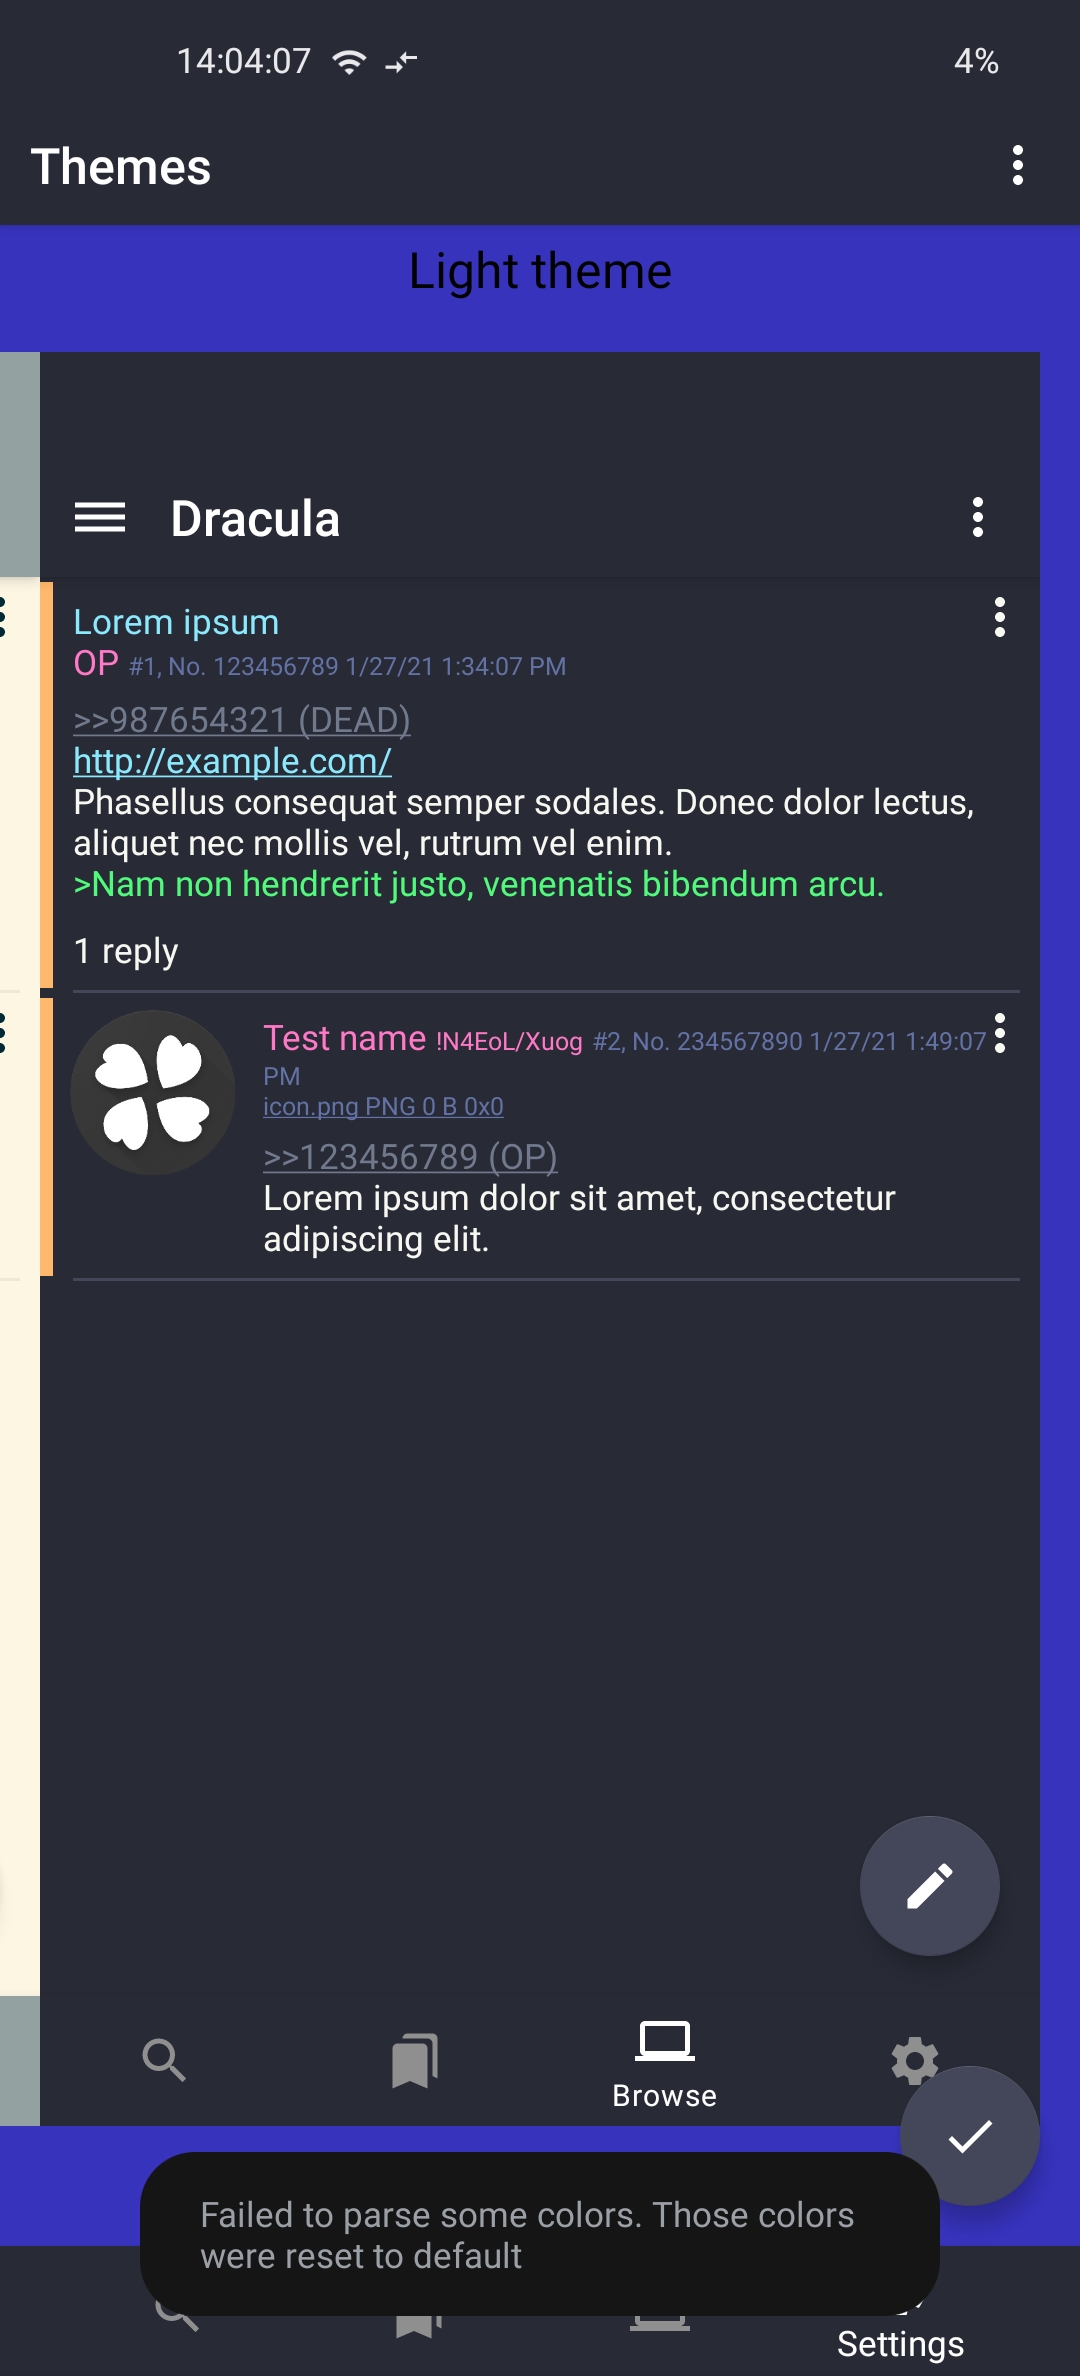 14:04:07
4%
Themes
Light theme
Dracula
Lorem ipsum
OP #1, No. 123456789 1/27/21 1:34:07 PM
>>987654321 (DEAD)
http://example.com/
Phasellus consequat semper sodales. Donec dolor lectus,
aliquet nec mollis vel, rutrum vel enim.
>Nam non hendrerit justo, venenatis bibendum arcu.
1 reply
Test name !N4EoL/Xuog #2, No. 234567890 1/27/21 1:49:07
PM
icon.png PNG 0 B 0x0
>>123456789 (OP)
Lorem ipsum dolor sit amet, consectetur
adipiscing elit.
Browse
Failed to parse some colors. Those colors
were reset to default
Settings